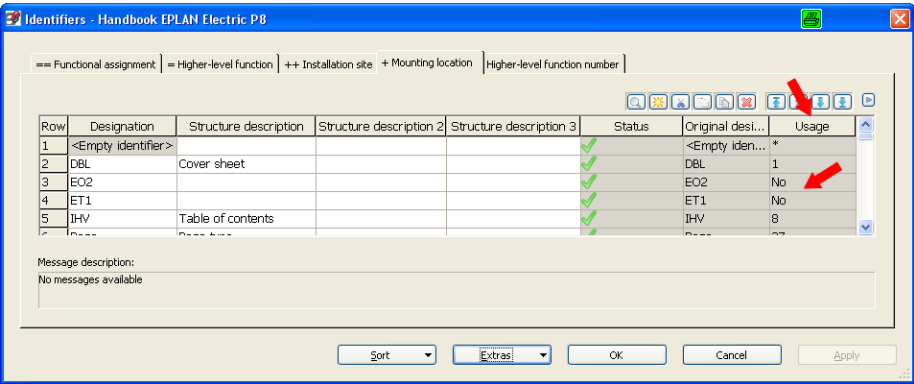 Identifiers - Handbook EPLAN Electric P8
== Functional assignment = Higher-level function ++ Installation site + Mounting location Higher-level function number
Row Designation Structure description Structure description 2 Structure description 3 Status Original desi... Usage
1 <Empty identifier> <Empty iden... *
2 DBL Cover sheet DBL 1
3 EO2 EO2 No
4 ET1 ET1 No
5 IHV Table of contents IHV 8
Message description:
No messages available
Sort Extras OK Cancel Apply